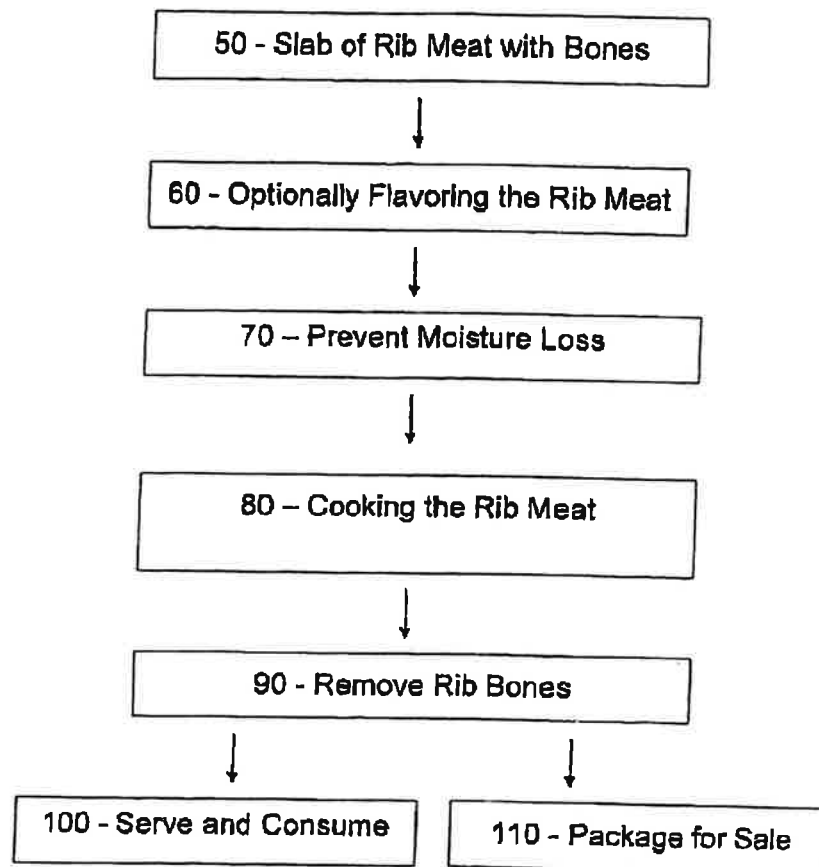 50 - Slab of Rib Meat with Bones
60 - Optionally Flavoring the Rib Meat
70 – Prevent Moisture Loss
80 – Cooking the Rib Meat
90 - Remove Rib Bones
100 - Serve and Consume
110 - Package for Sale